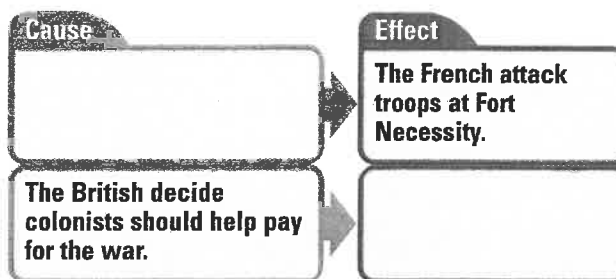 Cause
Effect
The French attack
troops at Fort
Necessity.
The British decide
colonists should help pay
for the war.